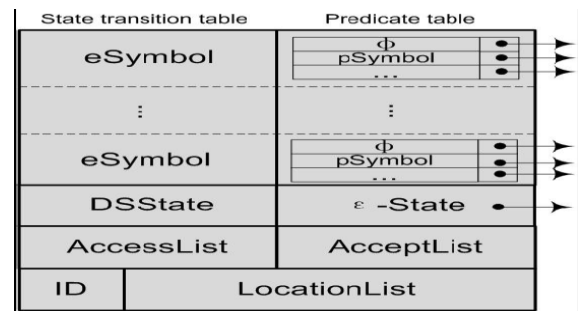 State transition table Predicate table
eSymbol
Φ
pSymbol
...
⋮ ⋮
eSymbol
Φ
pSymbol
...
DSState ε -State
AccessList AcceptList
ID LocationList